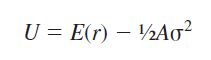 U = E(r) − ½Aσ²